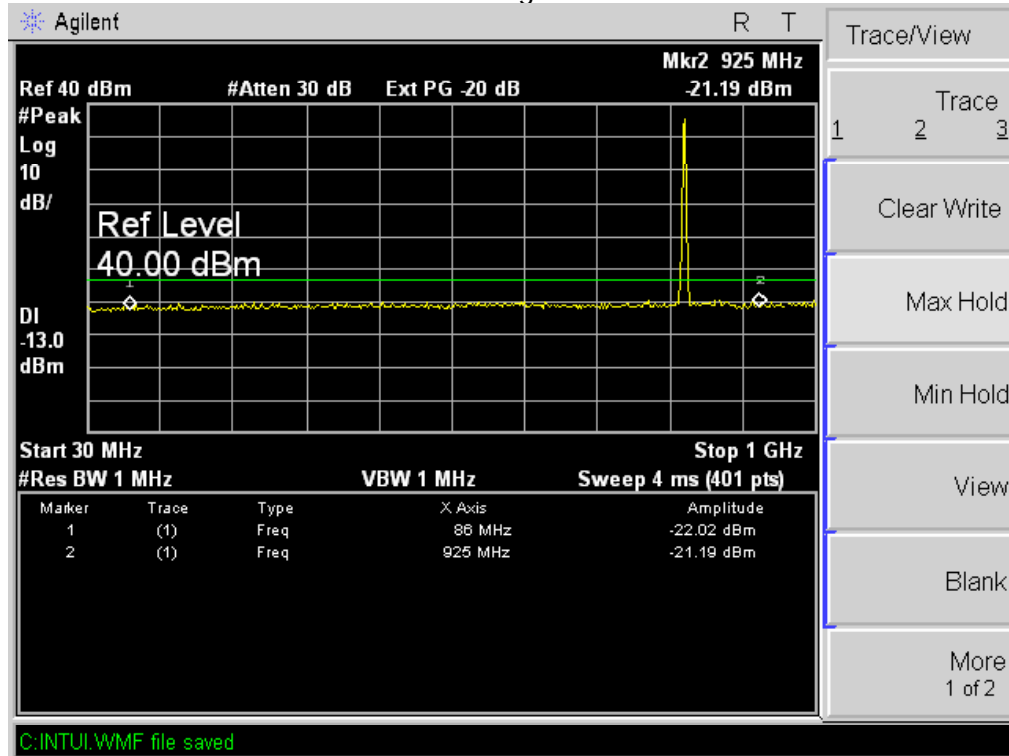 Agilent R T
Mkr2 925 MHz
Ref 40 dBm #Atten 30 dB Ext PG -20 dB -21.19 dBm
#Peak
Log
10
dB/
Ref Level
40.00 dBm
1 2
DI
-13.0
dBm
Start 30 MHz Stop 1 GHz
#Res BW 1 MHz VBW 1 MHz Sweep 4 ms (401 pts)
Marker Trace Type X Axis Amplitude
1 (1) Freq 86 MHz -22.02 dBm
2 (1) Freq 925 MHz -21.19 dBm
C:INTUI.WMF file saved
Trace/View
Trace
1 2 3
Clear Write
Max Hold
Min Hold
View
Blank
More
1 of 2